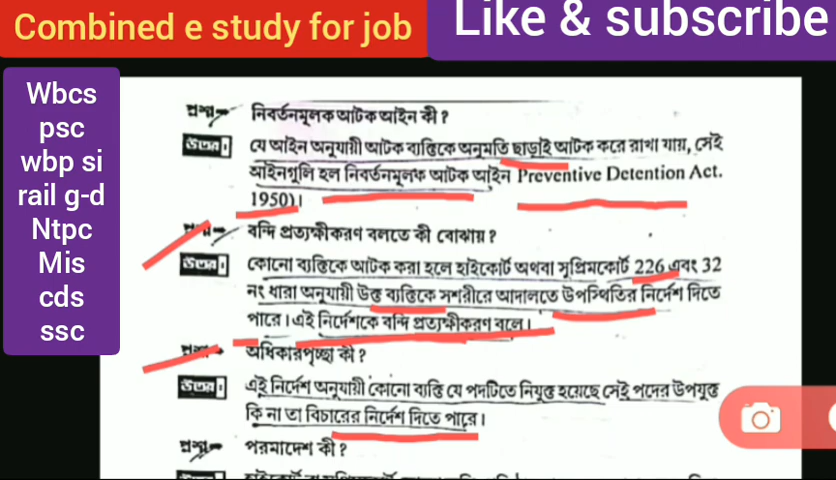 Combined e study for job
Like & subscribe
Wbcs
psc
wbp si
rail g-d
Ntpc
Mis
cds
ssc
প্রশ্ন নিবর্তনমূলক আটক আইন কী ?
উত্তর যে আইন অনুযায়ী আটক ব্যক্তিকে অনুমতি ছাড়াই আটক করে রাখা যায়, সেই
আইনগুলি হল নিবর্তনমূলক আটক আইন Preventive Detention Act.
1950)।
প্রশ্ন বন্দি প্রত্যক্ষীকরণ বলতে কী বোঝায় ?
উত্তর কোনো ব্যক্তিকে আটক করা হলে হাইকোর্ট অথবা সুপ্রিমকোর্ট 226 এবং 32
নং ধারা অনুযায়ী উক্ত ব্যক্তিকে সশরীরে আদালতে উপস্থিতির নির্দেশ দিতে
পারে। এই নির্দেশকে বন্দি প্রত্যক্ষীকরণ বলে।
প্রশ্ন অধিকারপৃচ্ছা কী ?
উত্তর এই নির্দেশ অনুযায়ী কোনো ব্যক্তি যে পদটিতে নিযুক্ত হয়েছে সেই পদের উপযুক্ত
কি না তা বিচারের নির্দেশ দিতে পারে।
প্রশ্ন পরমাদেশ কী ?